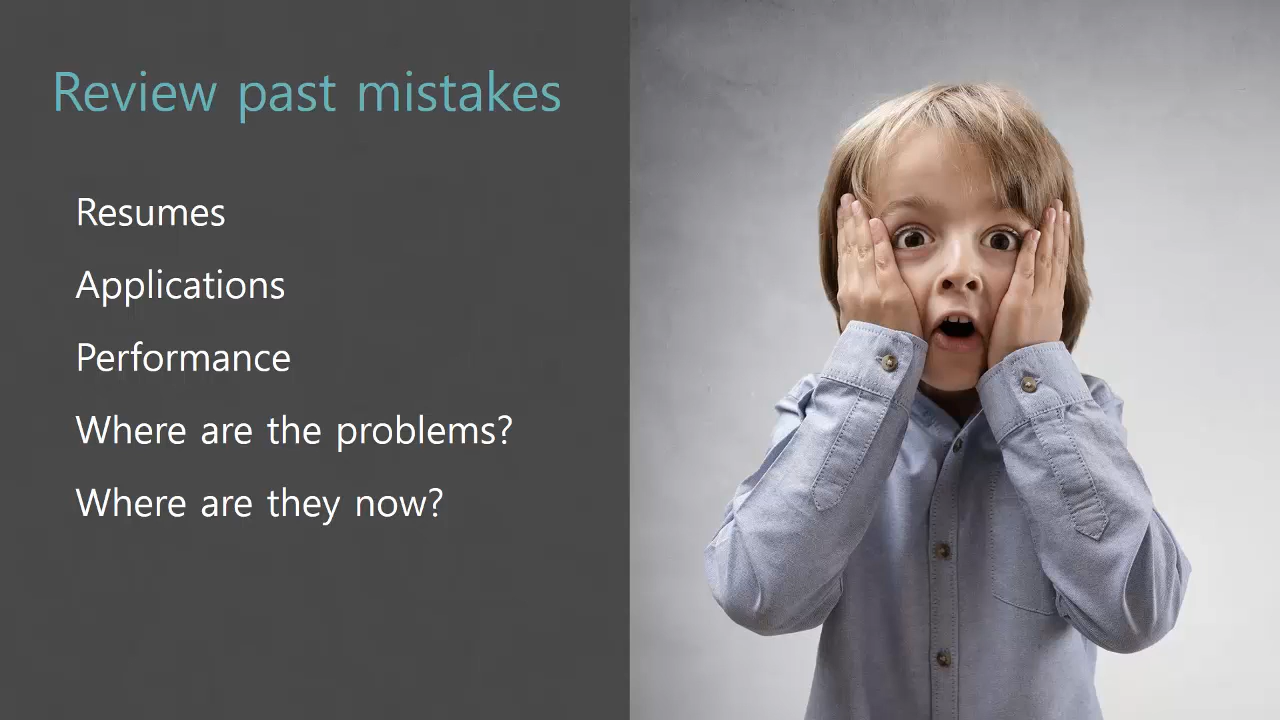 Review past mistakes
Resumes
Applications
Performance
Where are the problems?
Where are they now?